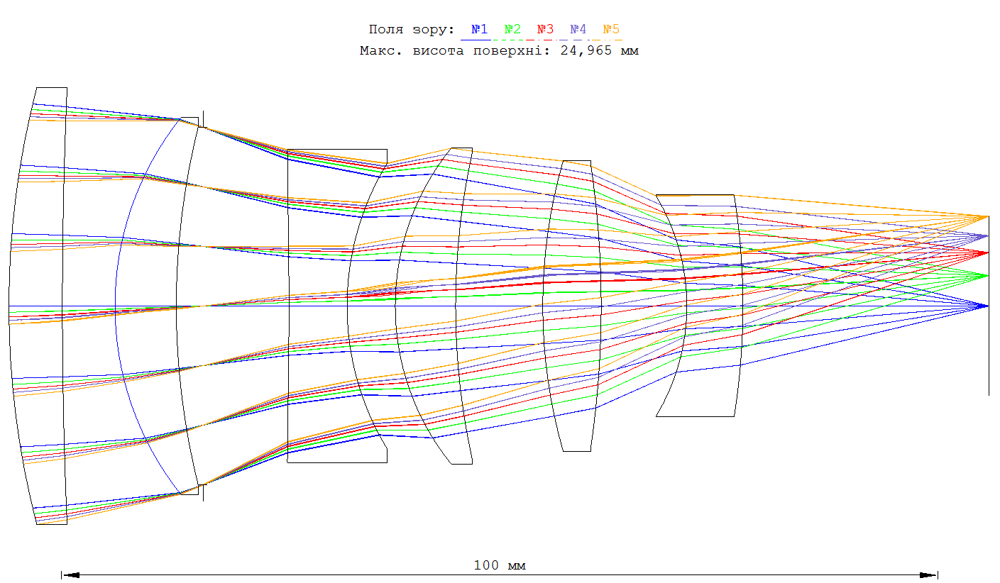 Поля зору: №1 №2 №3 №4 №5
Макс. висота поверхні: 24,965 мм
100 мм